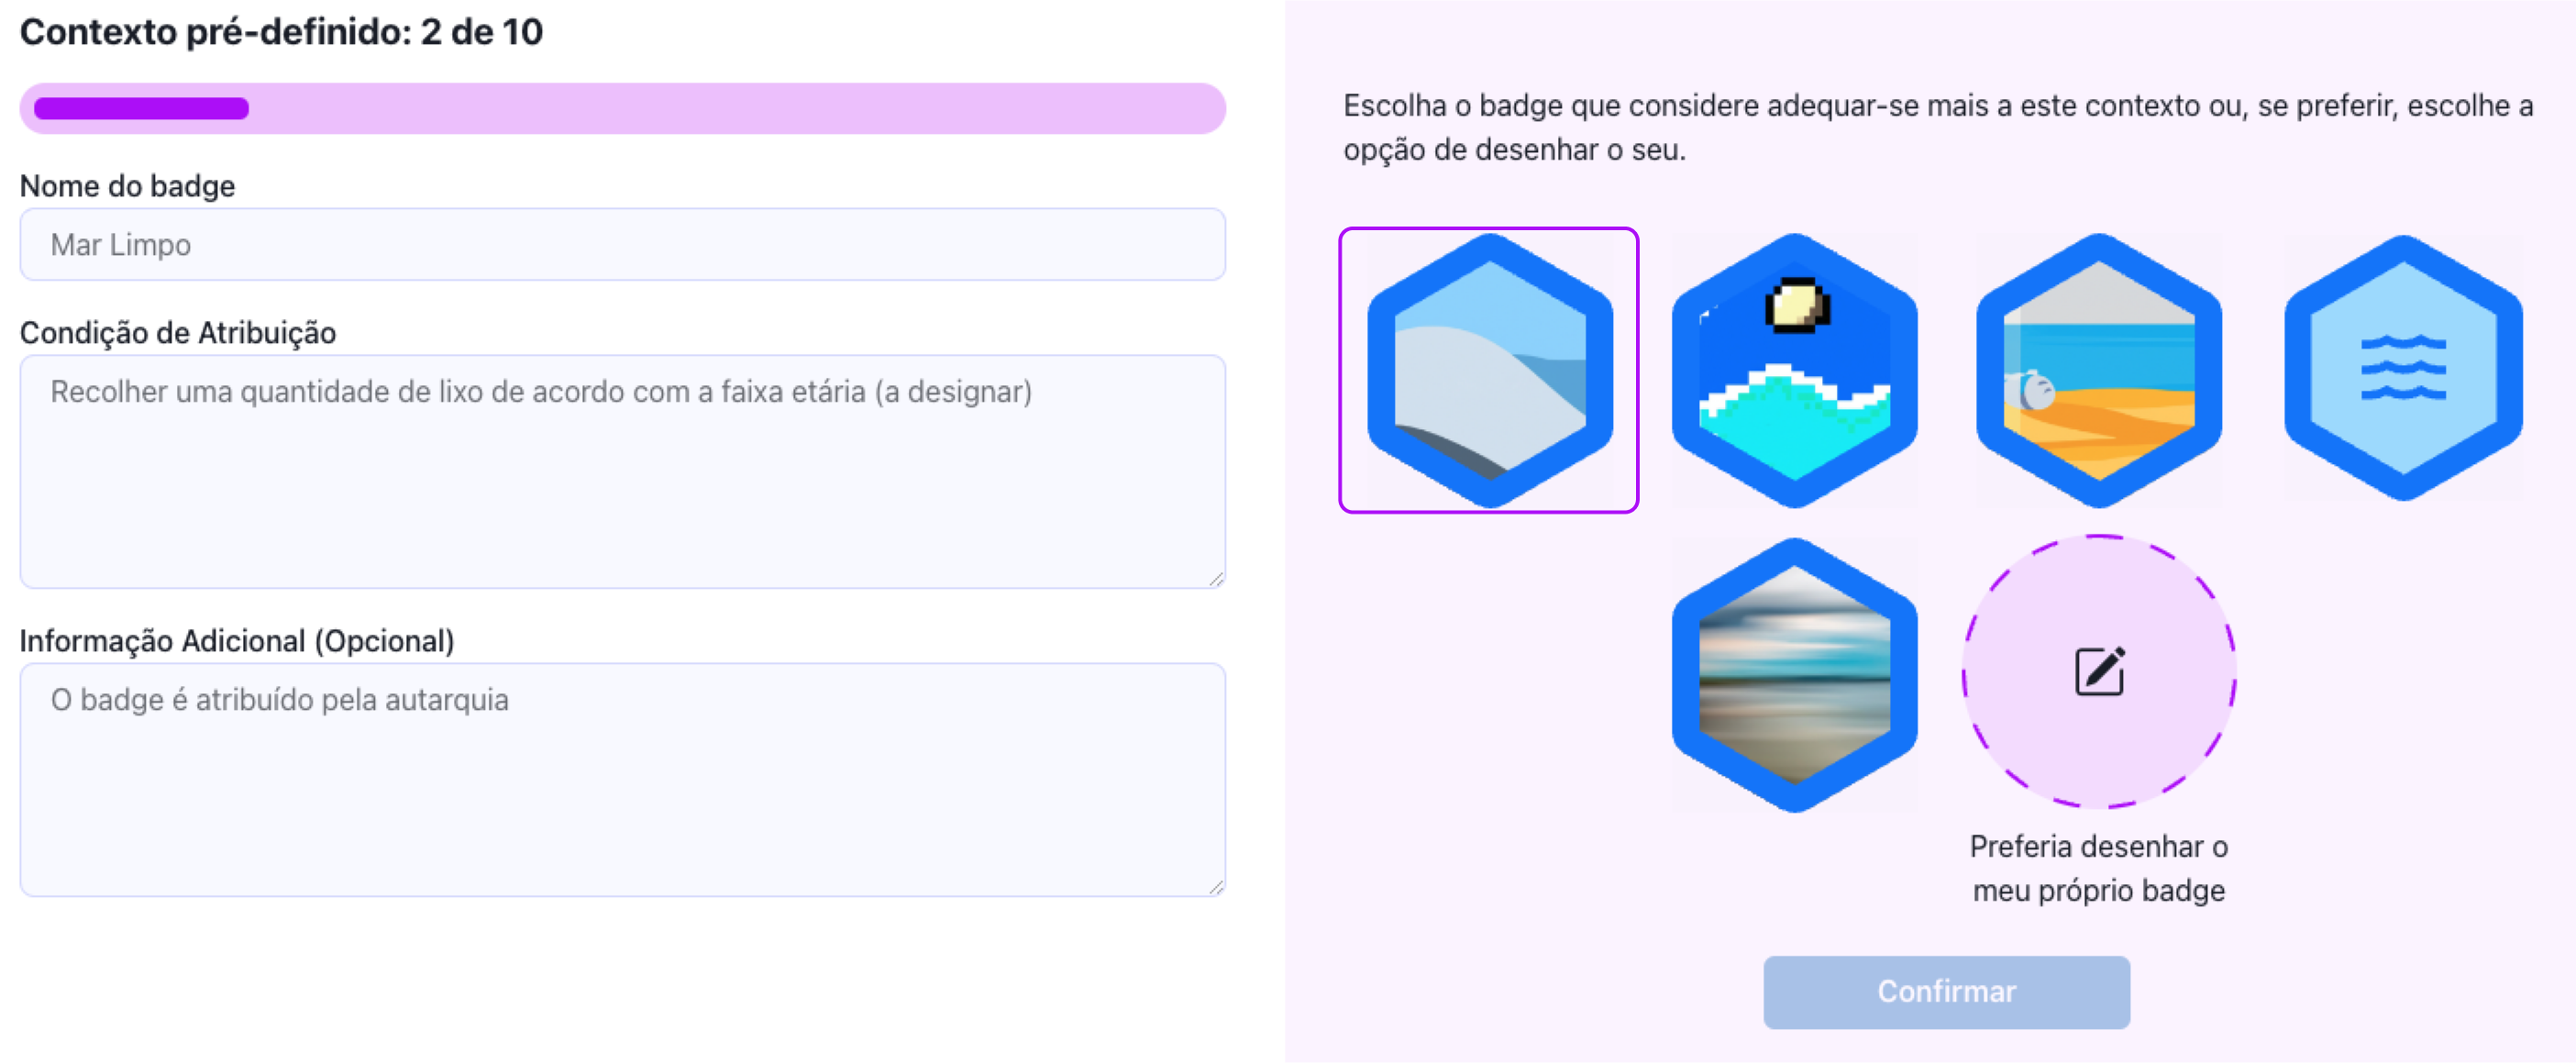 Contexto pré-definido: 2 de 10
Nome do badge
Mar Limpo
Condição de Atribuição
Recolher uma quantidade de lixo de acordo com a faixa etária (a designar)
Informação Adicional (Opcional)
O badge é atribuído pela autarquia
Escolha o badge que considere adequar-se mais a este contexto ou, se preferir, escolhe a
opção de desenhar o seu.
Preferia desenhar o
meu próprio badge
Confirmar